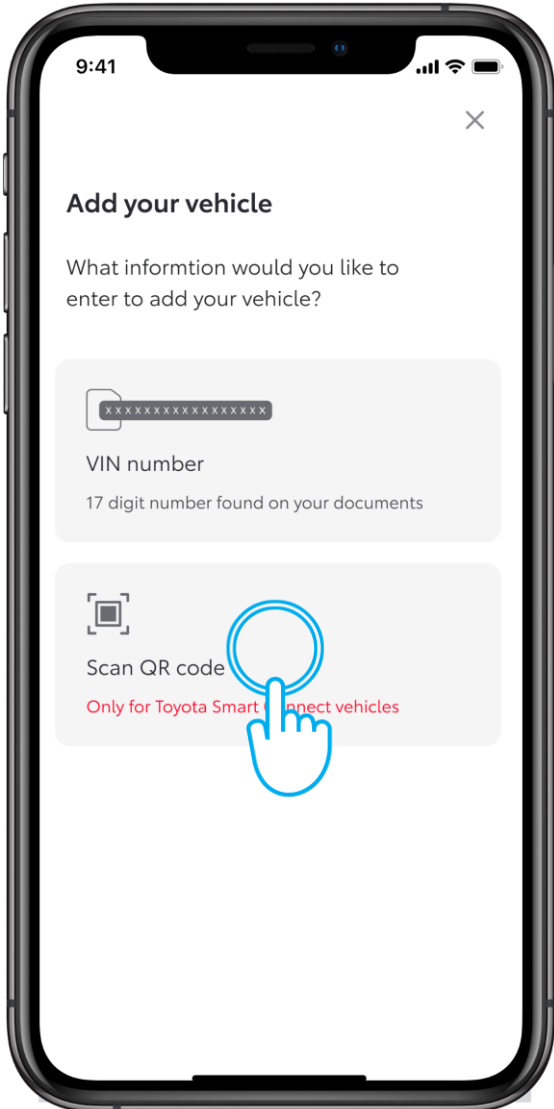 9:41
Add your vehicle
What informtion would you like to
enter to add your vehicle?
xxxxxxxxxxxxxxxxx
VIN number
17 digit number found on your documents
Scan QR code
Only for Toyota Smart Connect vehicles